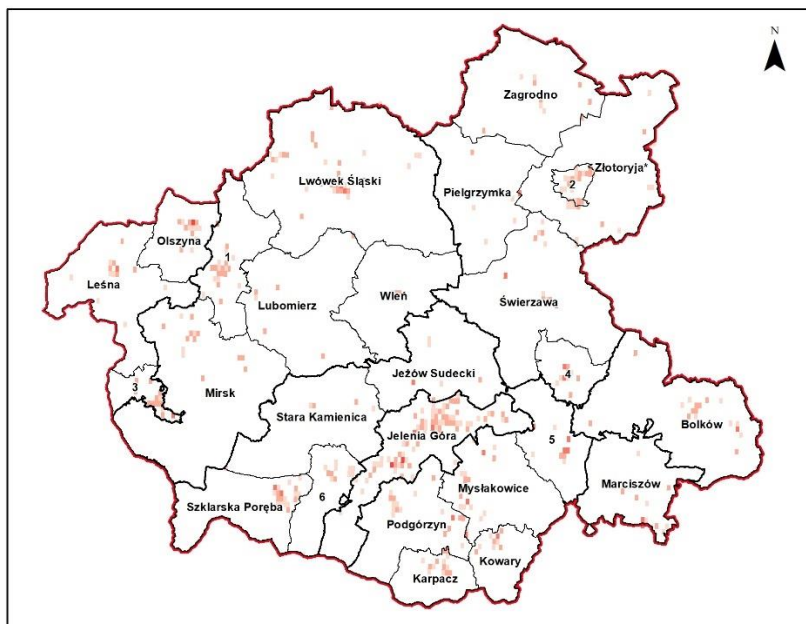 N
Zagrodno
Złotoryja*
2
Pielgrzymka
Lwówek Śląski
Olszyna
1
Leśna
Lubomierz
Wleń
Świerzawa
Jeżów Sudecki
4
3
Mirsk
Stara Kamienica
Jelenia Góra
5
Bolków
Marciszów
Mysłakowice
6
Szklarska Poręba
Podgórzyn
Kowary
Karpacz